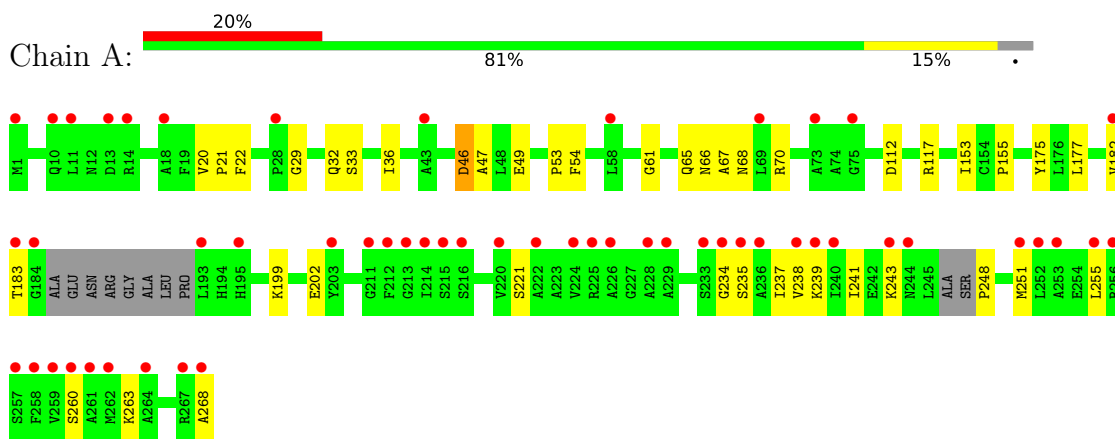 20%
Chain A:
81% 15% •
M1 Q10 L11 N12 D13 R14 A18 F19 V20 P21 F22 P28 G29 Q32 S33 I36 A43 D46 A47 L48 E49 P53 F54 L58 G61 Q65 N66 A67 N68 L69 R70 A73 A74 G75 D112 R117 I153 C154 P155 Y175 L176 L177 V182
T183 G184 ALA GLU ASN ARG GLY ALA LEU PRO L193 H194 H195 K199 E202 Y203 G211 F212 G213 I214 S215 S216 V220 S221 A222 A223 V224 R225 A226 G227 A228 A229 S233 G234 S235 A236 I237 V238 K239 I240 I241 E242 K243 N244 L245 ALA SER P248 M251 L252 A253 E254 L255 R256
S257 F258 V259 S260 A261 M262 K263 A264 R267 A268